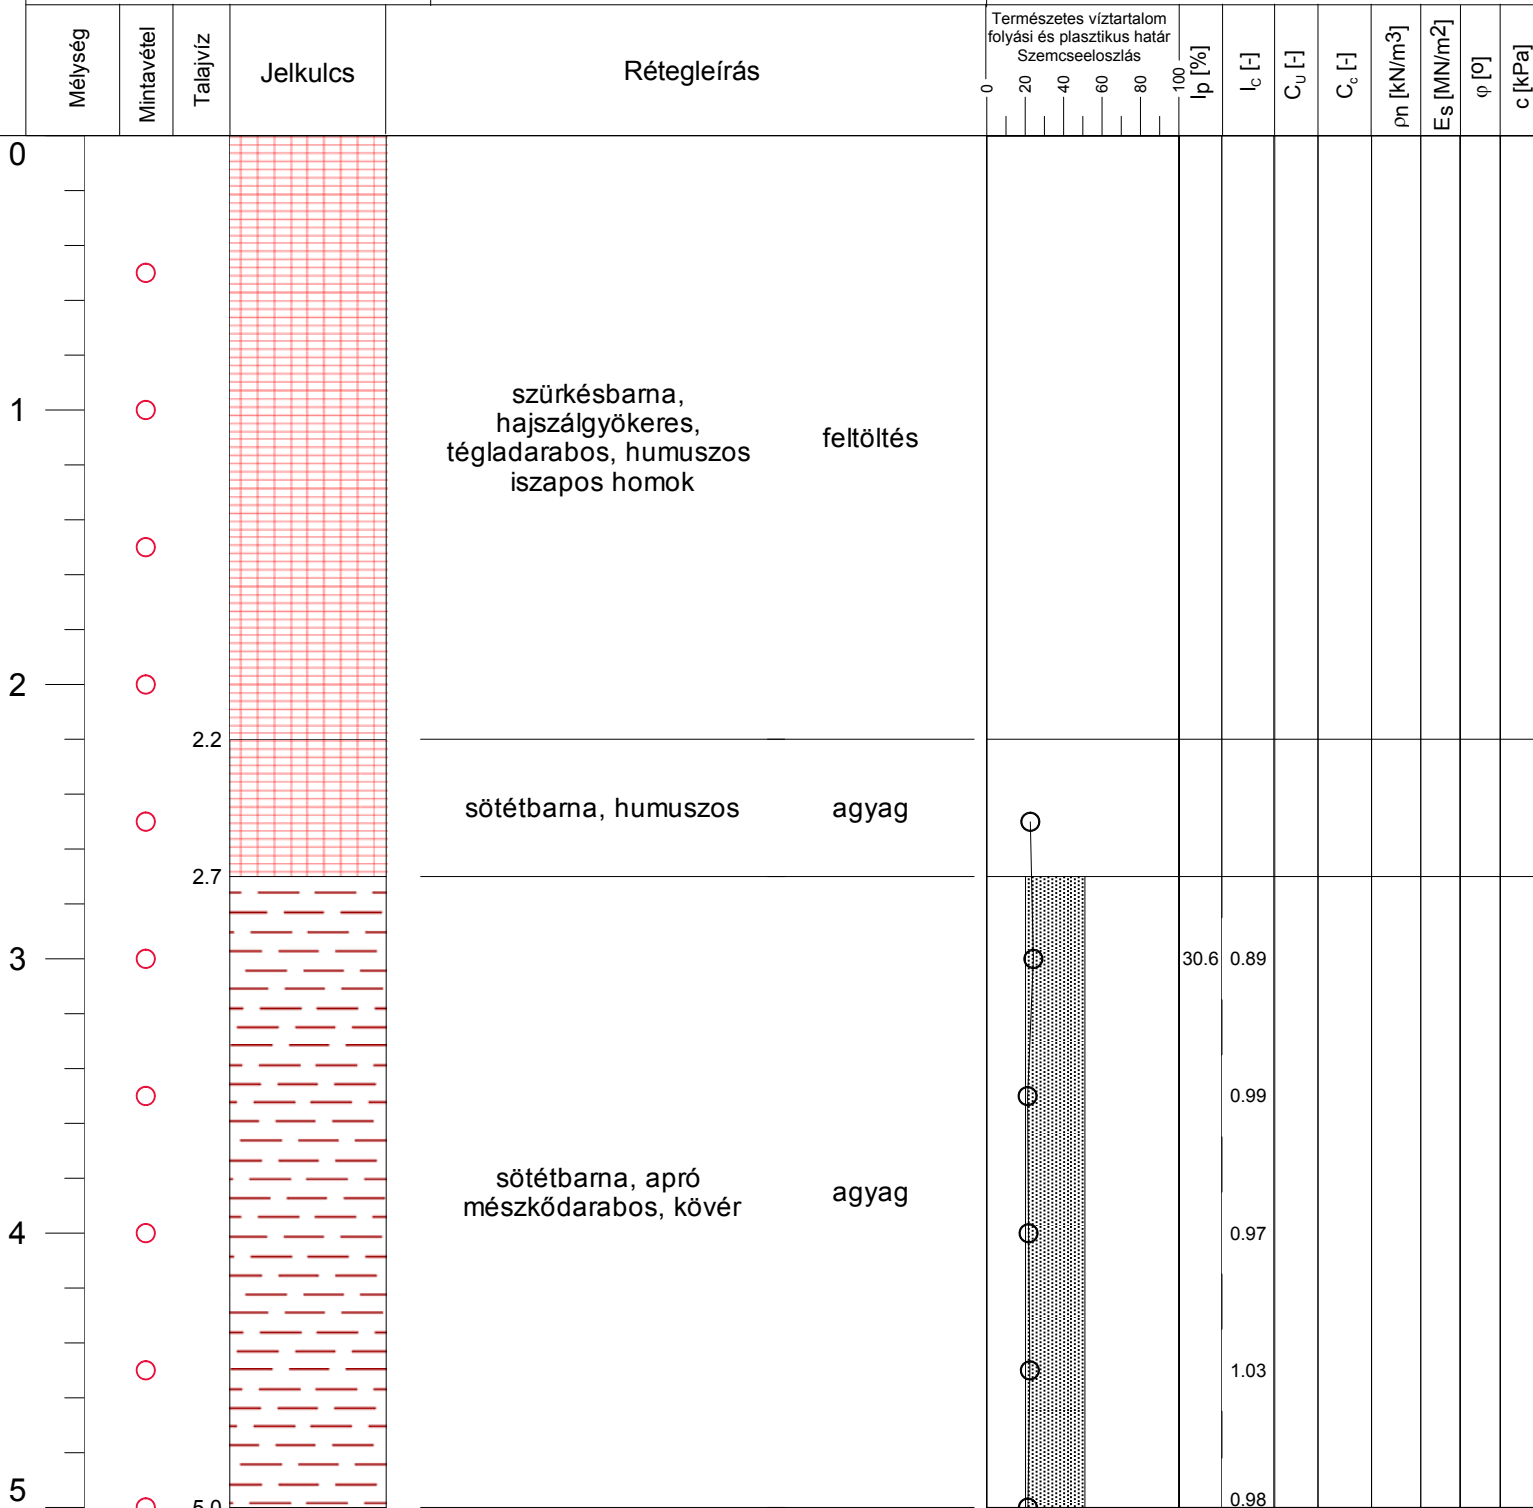 Mélység
Mintavétel
Talajvíz
Jelkulcs
Rétegleírás
Természetes víztartalom
folyási és plasztikus határ
Szemcseeloszlás
0 20 40 60 80 100
Ip [%]
Ic [-]
CU [-]
Cc [-]
ρn [kN/m3]
Es [MN/m2]
φ [º]
c [kPa]
0
szürkésbarna,
1
hajszálgyökeres,
tégladarabos, humuszos
feltöltés
iszapos homok
2
2.2
sötétbarna, humuszos agyag
2.7
3 30.6 0.89
0.99
sötétbarna, apró
mészkődarabos, kövér
agyag
4 0.97
1.03
5 0.98
5.0